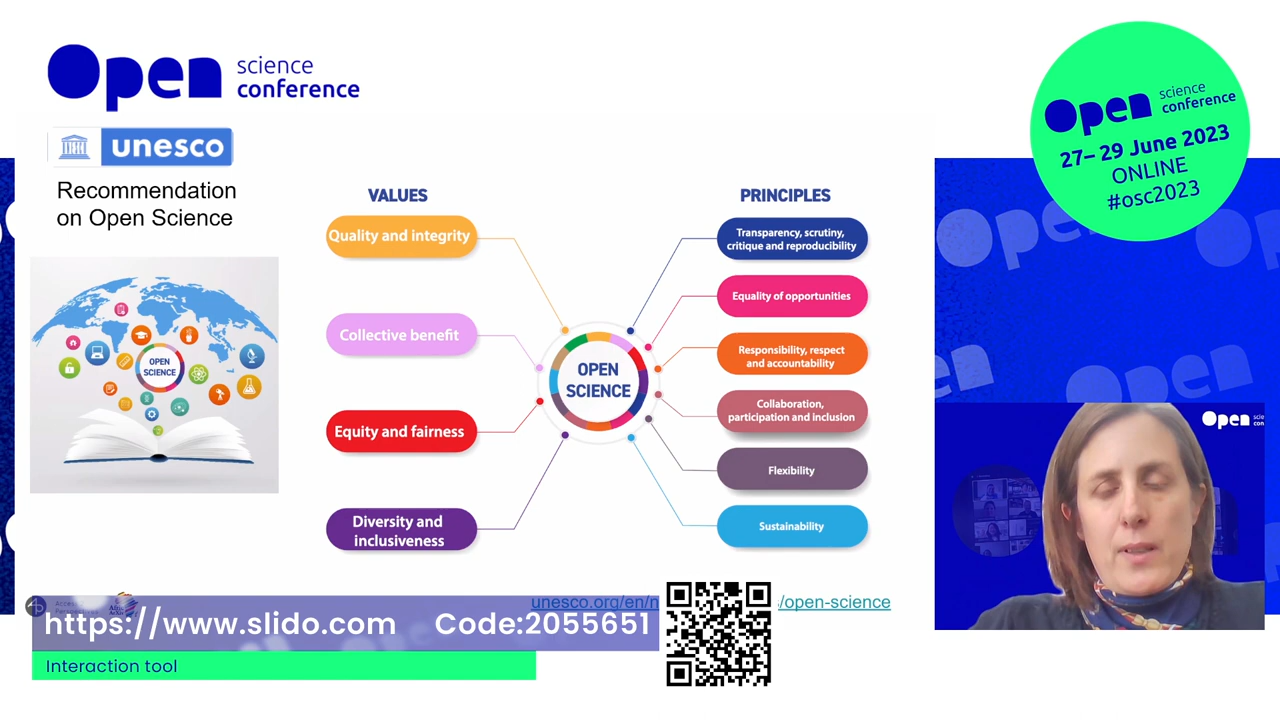 Open science
conference
unesco
Recommendation
on Open Science
OPEN
SCIENCE
VALUES
Quality and integrity
Collective benefit
Equity and fairness
Diversity and
inclusiveness
OPEN
SCIENCE
PRINCIPLES
Transparency, scrutiny,
critique and reproducibility
Equality of opportunities
Responsibility, respect
and accountability
Collaboration,
participation and inclusion
Flexibility
Sustainability
unesco.org/en/n
s/open-science
https://www.slido.com Code:2055651
Interaction tool
Open science
conference
27– 29 June 2023
ONLINE
#osc2023
Open
Open
Open
Open